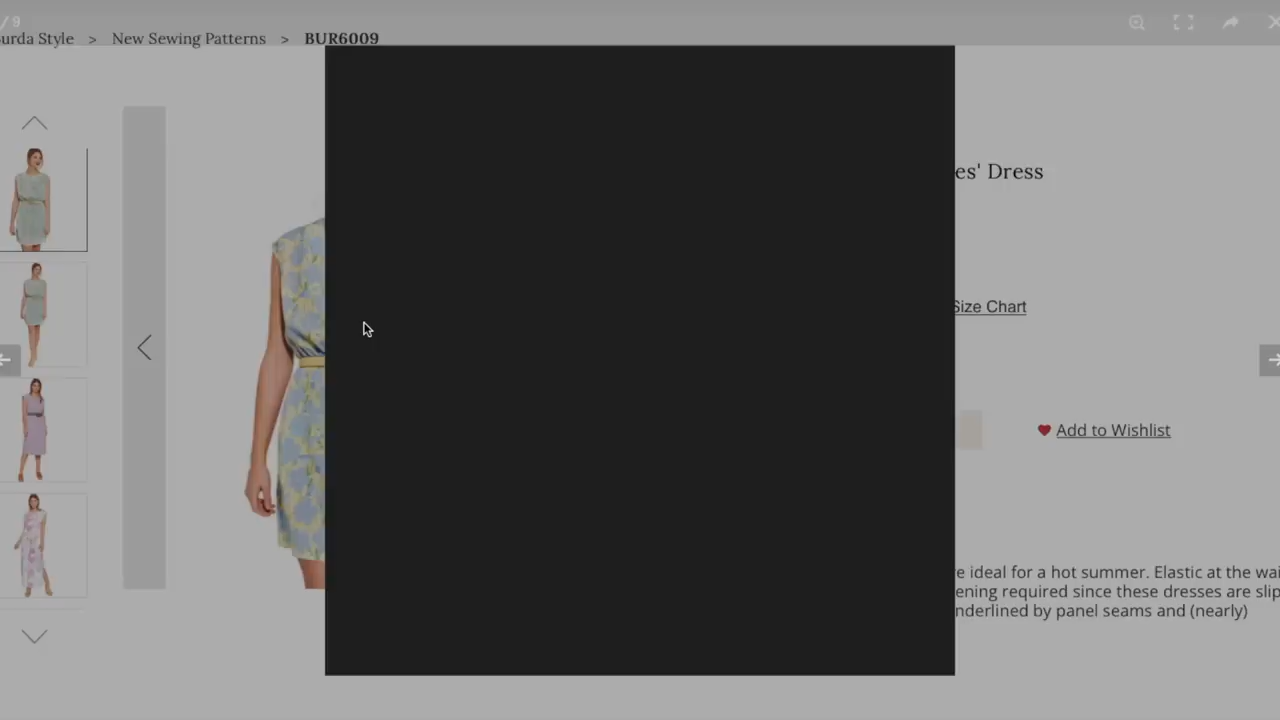 / 9
urda Style > New Sewing Patterns > BUR6009
es' Dress
Size Chart
Add to Wishlist
e ideal for a hot summer. Elastic at the wai
ening required since these dresses are slip
nderlined by panel seams and (nearly)